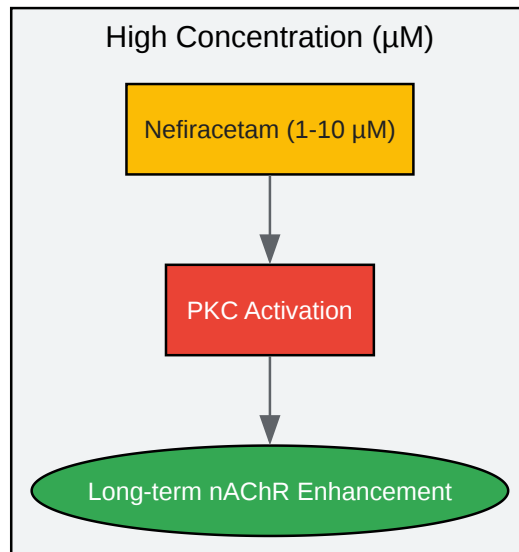 High Concentration (µM)
Nefiracetam (1-10 µM)
PKC Activation
Long-term nAChR Enhancement